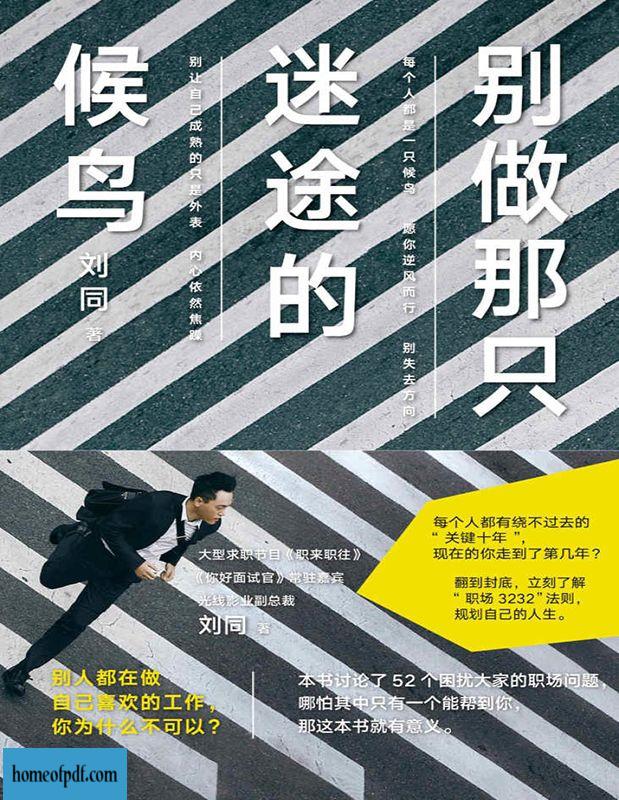 别做那只
每个人都是一只候鸟 愿你逆风而行 别失去方向
迷途的
别让自己成熟的只是外表 内心依然焦躁
候鸟
刘同 著
大型求职节目《职来职往》
《你好面试官》常驻嘉宾
光线影业副总裁
刘同 著
每个人都有绕不过去的
“关键十年”，
现在的你走到了第几年？
翻到封底，立刻了解
“职场 3232”法则，
规划自己的人生。
别人都在做
自己喜欢的工作，
你为什么不可以？
本书讨论了 52 个困扰大家的职场问题，
哪怕其中只有一个能帮到你，
那这本书就有意义。
homeofpdf.com